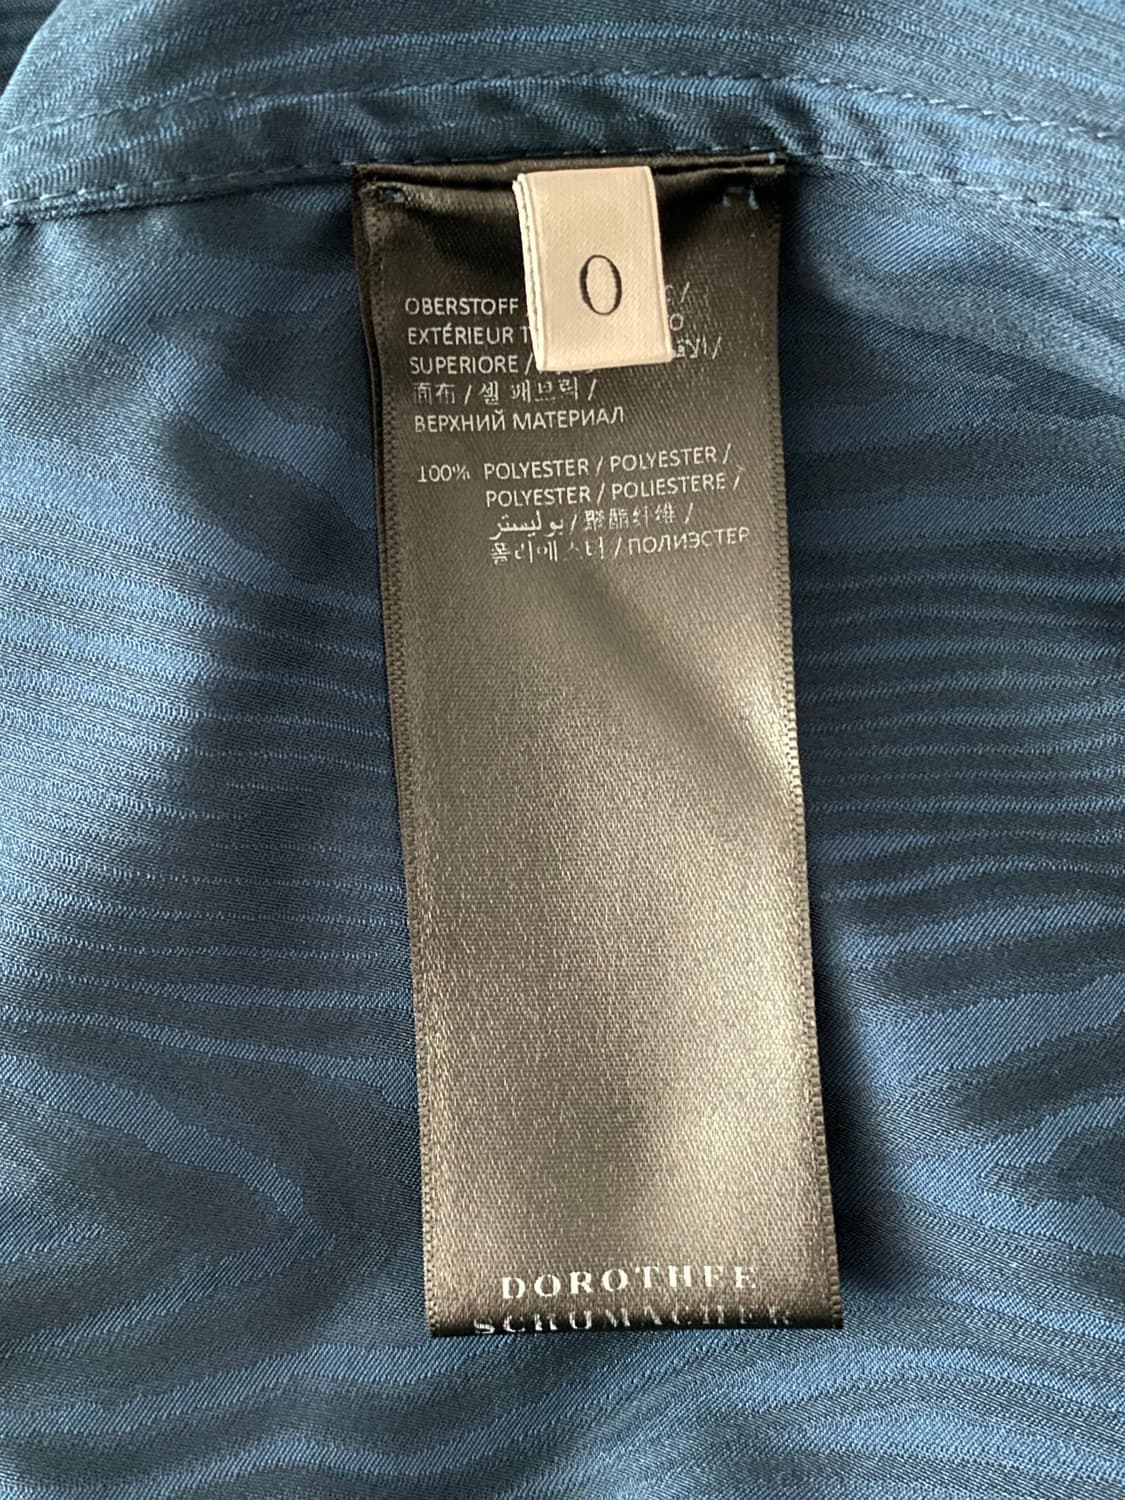 0
OBERSTOFF
EXTÉRIEUR
SUPERIORE /
面布 / 셀 패브릭 /
ВЕРХНИЙ МАТЕРИАЛ
100% POLYESTER / POLYESTER /
POLYESTER / POLIESTERE /
بوليستر / 聚酯纤维 /
폴리에스터 / ПОЛИЭСТЕР
DOROTHEE
SCHUMACHER